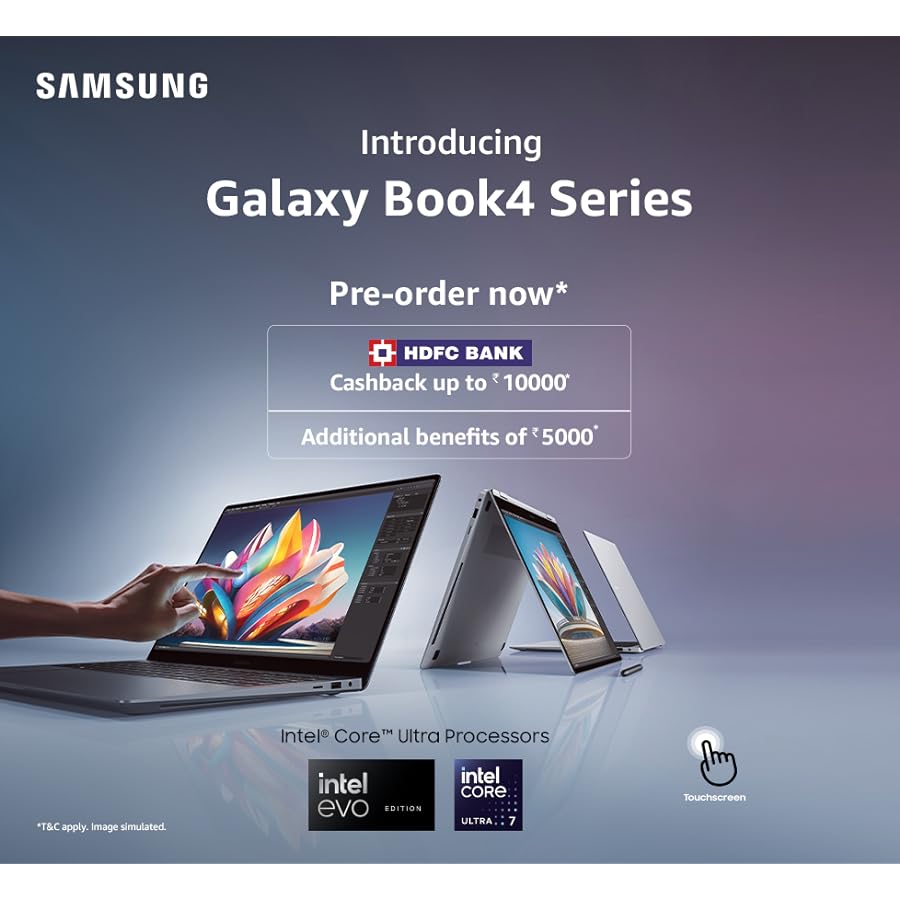 SAMSUNG
Introducing
Galaxy Book4 Series
Pre-order now*
HDFC BANK
Cashback up to ₹10000*
Additional benefits of ₹5000*
Intel® Core™ Ultra Processors
intel
evo EDITION
intel
CORE
ULTRA 7
Touchscreen
*T&C apply. Image simulated.